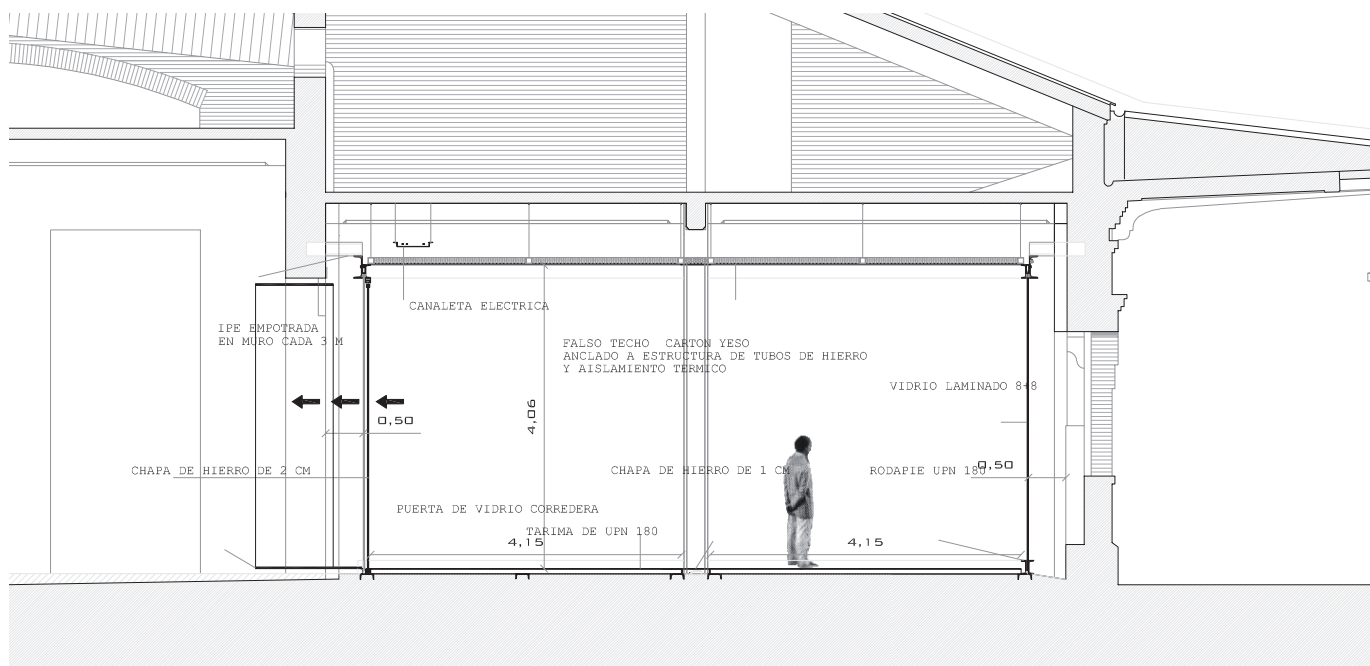 CANALETA ELECTRICA
IPE EMPOTRADA
EN MURO CADA 3 M
FALSO TECHO CARTON YESO
ANCLADO A ESTRUCTURA DE TUBOS DE HIERRO
Y AISLAMIENTO TERMICO
VIDRIO LAMINADO 8+8
0,50
4,06
CHAPA DE HIERRO DE 2 CM
CHAPA DE HIERRO DE 1 CM
RODAPIE UPN 180
0,50
PUERTA DE VIDRIO CORREDERA
TARIMA DE UPN 180
4,15
4,15